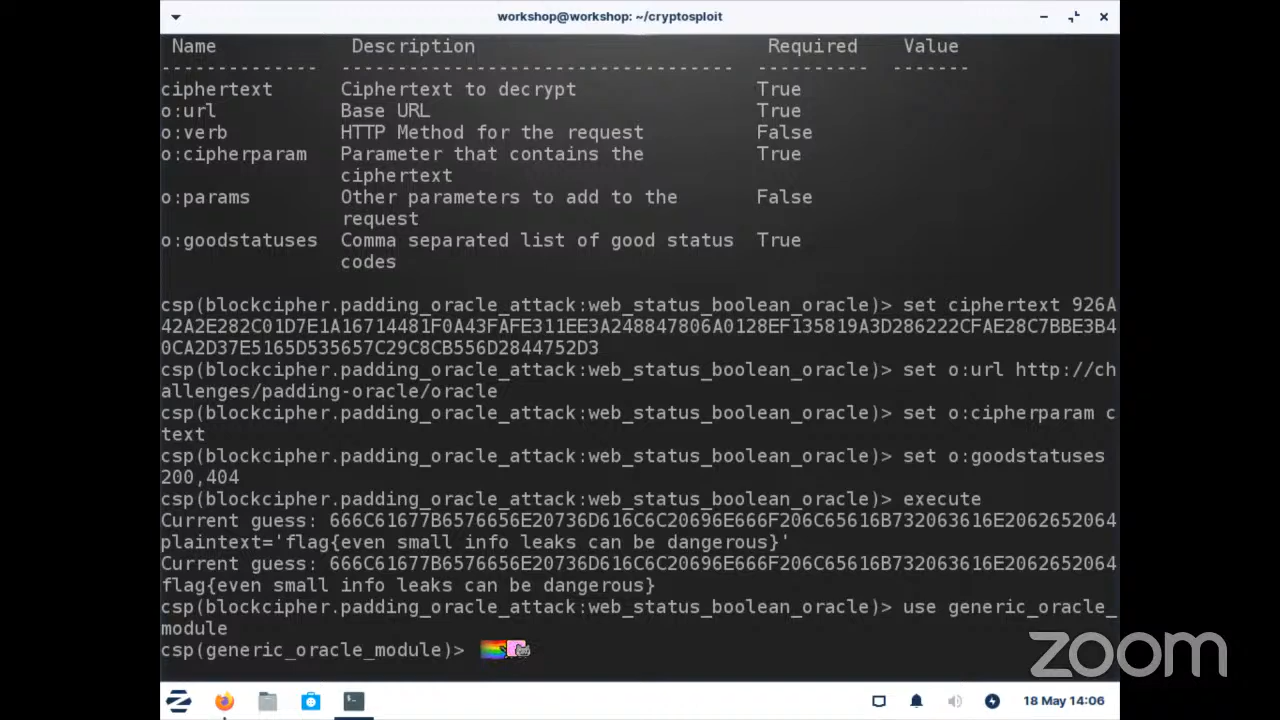 workshop@workshop: ~/cryptosploit
Name Description Required Value
-------------- ----------------------------------- ---------- -------
ciphertext Ciphertext to decrypt True
o:url Base URL True
o:verb HTTP Method for the request False
o:cipherparam Parameter that contains the True
ciphertext
o:params Other parameters to add to the False
request
o:goodstatuses Comma separated list of good status True
codes
csp(blockcipher.padding_oracle_attack:web_status_boolean_oracle)> set ciphertext 926A
42A2E282C01D7E1A16714481F0A43FAFE311EE3A248847806A0128EF135819A3D286222CFAE28C7BBE3B4
0CA2D37E5165D535657C29C8CB556D2844752D3
csp(blockcipher.padding_oracle_attack:web_status_boolean_oracle)> set o:url http://ch
allenges/padding-oracle/oracle
csp(blockcipher.padding_oracle_attack:web_status_boolean_oracle)> set o:cipherparam c
text
csp(blockcipher.padding_oracle_attack:web_status_boolean_oracle)> set o:goodstatuses
200,404
csp(blockcipher.padding_oracle_attack:web_status_boolean_oracle)> execute
Current guess: 666C61677B6576656E20736D616C6C20696E666F206C65616B732063616E2062652064
plaintext='flag{even small info leaks can be dangerous}'
Current guess: 666C61677B6576656E20736D616C6C20696E666F206C65616B732063616E2062652064
flag{even small info leaks can be dangerous}
csp(blockcipher.padding_oracle_attack:web_status_boolean_oracle)> use generic_oracle_
module
csp(generic_oracle_module)>
zoom
18 May 14:06